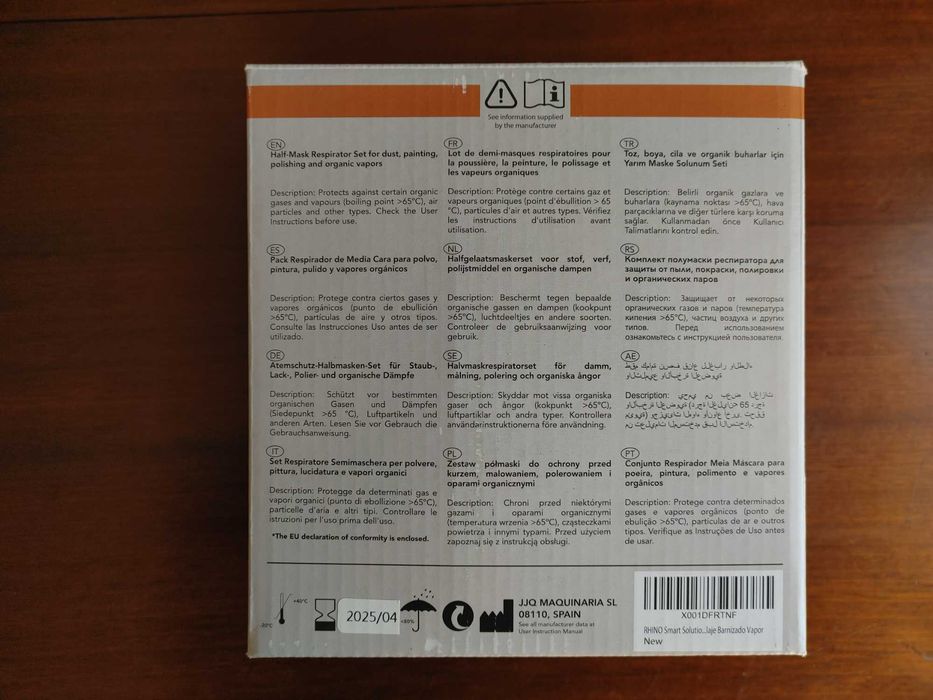 See information supplied
by the manufacturer
EN
Half-Mask Respirator Set for dust, painting,
polishing and organic vapors
Description: Protects against certain organic
gases and vapours (boiling point >65°C), air
particles and other types. Check the User
Instructions before use.
FR
Lot de demi-masques respiratoires pour
la poussière, la peinture, le polissage et
les vapeurs organiques
Description: Protège contre certains gaz et
vapeurs organiques (point d'ébullition > 65
°C), particules d'air et autres types. Vérifiez
les instructions d'utilisation avant
utilisation.
TR
Toz, boya, cila ve organik buharlar için
Yarım Maske Solunum Seti
Description: Belirli organik gazlara ve
buharlara (kaynama noktası >65°C), hava
parçacıklarına ve diğer türlere karşı koruma
sağlar. Kullanmadan önce Kullanıcı
Talimatlarını kontrol edin.
ES
Pack Respirador de Media Cara para polvo,
pintura, pulido y vapores orgánicos
Description: Protege contra ciertos gases y
vapores orgánicos (punto de ebulición
>65°C), partículas de aire y otros tipos.
Consulte las Instrucciones Uso antes de ser
utilizado.
NL
Halfgelaatsmaskerset voor stof, verf,
polijstmiddel en organische dampen
Description: Beschermt tegen bepaalde
organische gassen en dampen (kookpunt
>65°C), luchtdeeltjes en andere soorten.
Controleer de gebruiksaanwijzing voor
gebruik.
RS
Комплект полумаски респиратора для
защиты от пыли, покраски, полировки
и органических паров
Description: Защищает от некоторых
органических газов и паров (температура
кипения >65°C), частиц воздуха и других
типов. Перед использованием
ознакомьтесь с инструкцией пользователя.
DE
Atemschutz-Halbmasken-Set für Staub-,
Lack-, Polier- und organische Dämpfe
Description: Schützt vor bestimmten
organischen Gasen und Dämpfen
(Siedepunkt >65 °C), Luftpartikeln und
anderen Arten. Lesen Sie vor Gebrauch die
Gebrauchsanweisung.
SE
Halvmaskrespiratorset för damm,
målning, polering och organiska ångor
Description: Skyddar mot vissa organiska
gaser och ångor (kokpunkt >65°C),
luftpartiklar och andra typer. Kontrollera
användarinstruktionerna före användning.
AE
Description:
IT
Set Respiratore Semimaschera per polvere,
pittura, lucidatura e vapori organici
Description: Protegge da determinati gas e
vapori organici (punto di ebollizione >65°C),
particelle d'aria e altri tipi. Controllare le
istruzioni per l'uso prima dell'uso.
*The EU declaration of conformity is enclosed.
PL
Zestaw półmaski do ochrony przed
kurzem, malowaniem, polerowaniem i
oparami organicznymi
Description: Chroni przed niektórymi
gazami i oparami organicznymi
(temperatura wrzenia >65°C), cząsteczkami
powietrza i innymi typami. Przed użyciem
zapoznaj się z instrukcją obsługi.
PT
Conjunto Respirador Meia Máscara para
poeira, pintura, polimento e vapores
orgânicos
Description: Protege contra determinados
gases e vapores orgânicos (ponto de
ebulição >65°C), partículas de ar e outros
tipos. Verifique as Instruções de Uso antes
de usar.
+40°C
-20°C
2025/04
<80%
JJQ MAQUINARIA SL
08110, SPAIN
See all manufacturer data at
User Instruction Manual
X001DFRTNF
RHINO Smart Solutio...laje Barnizado Vapor
New